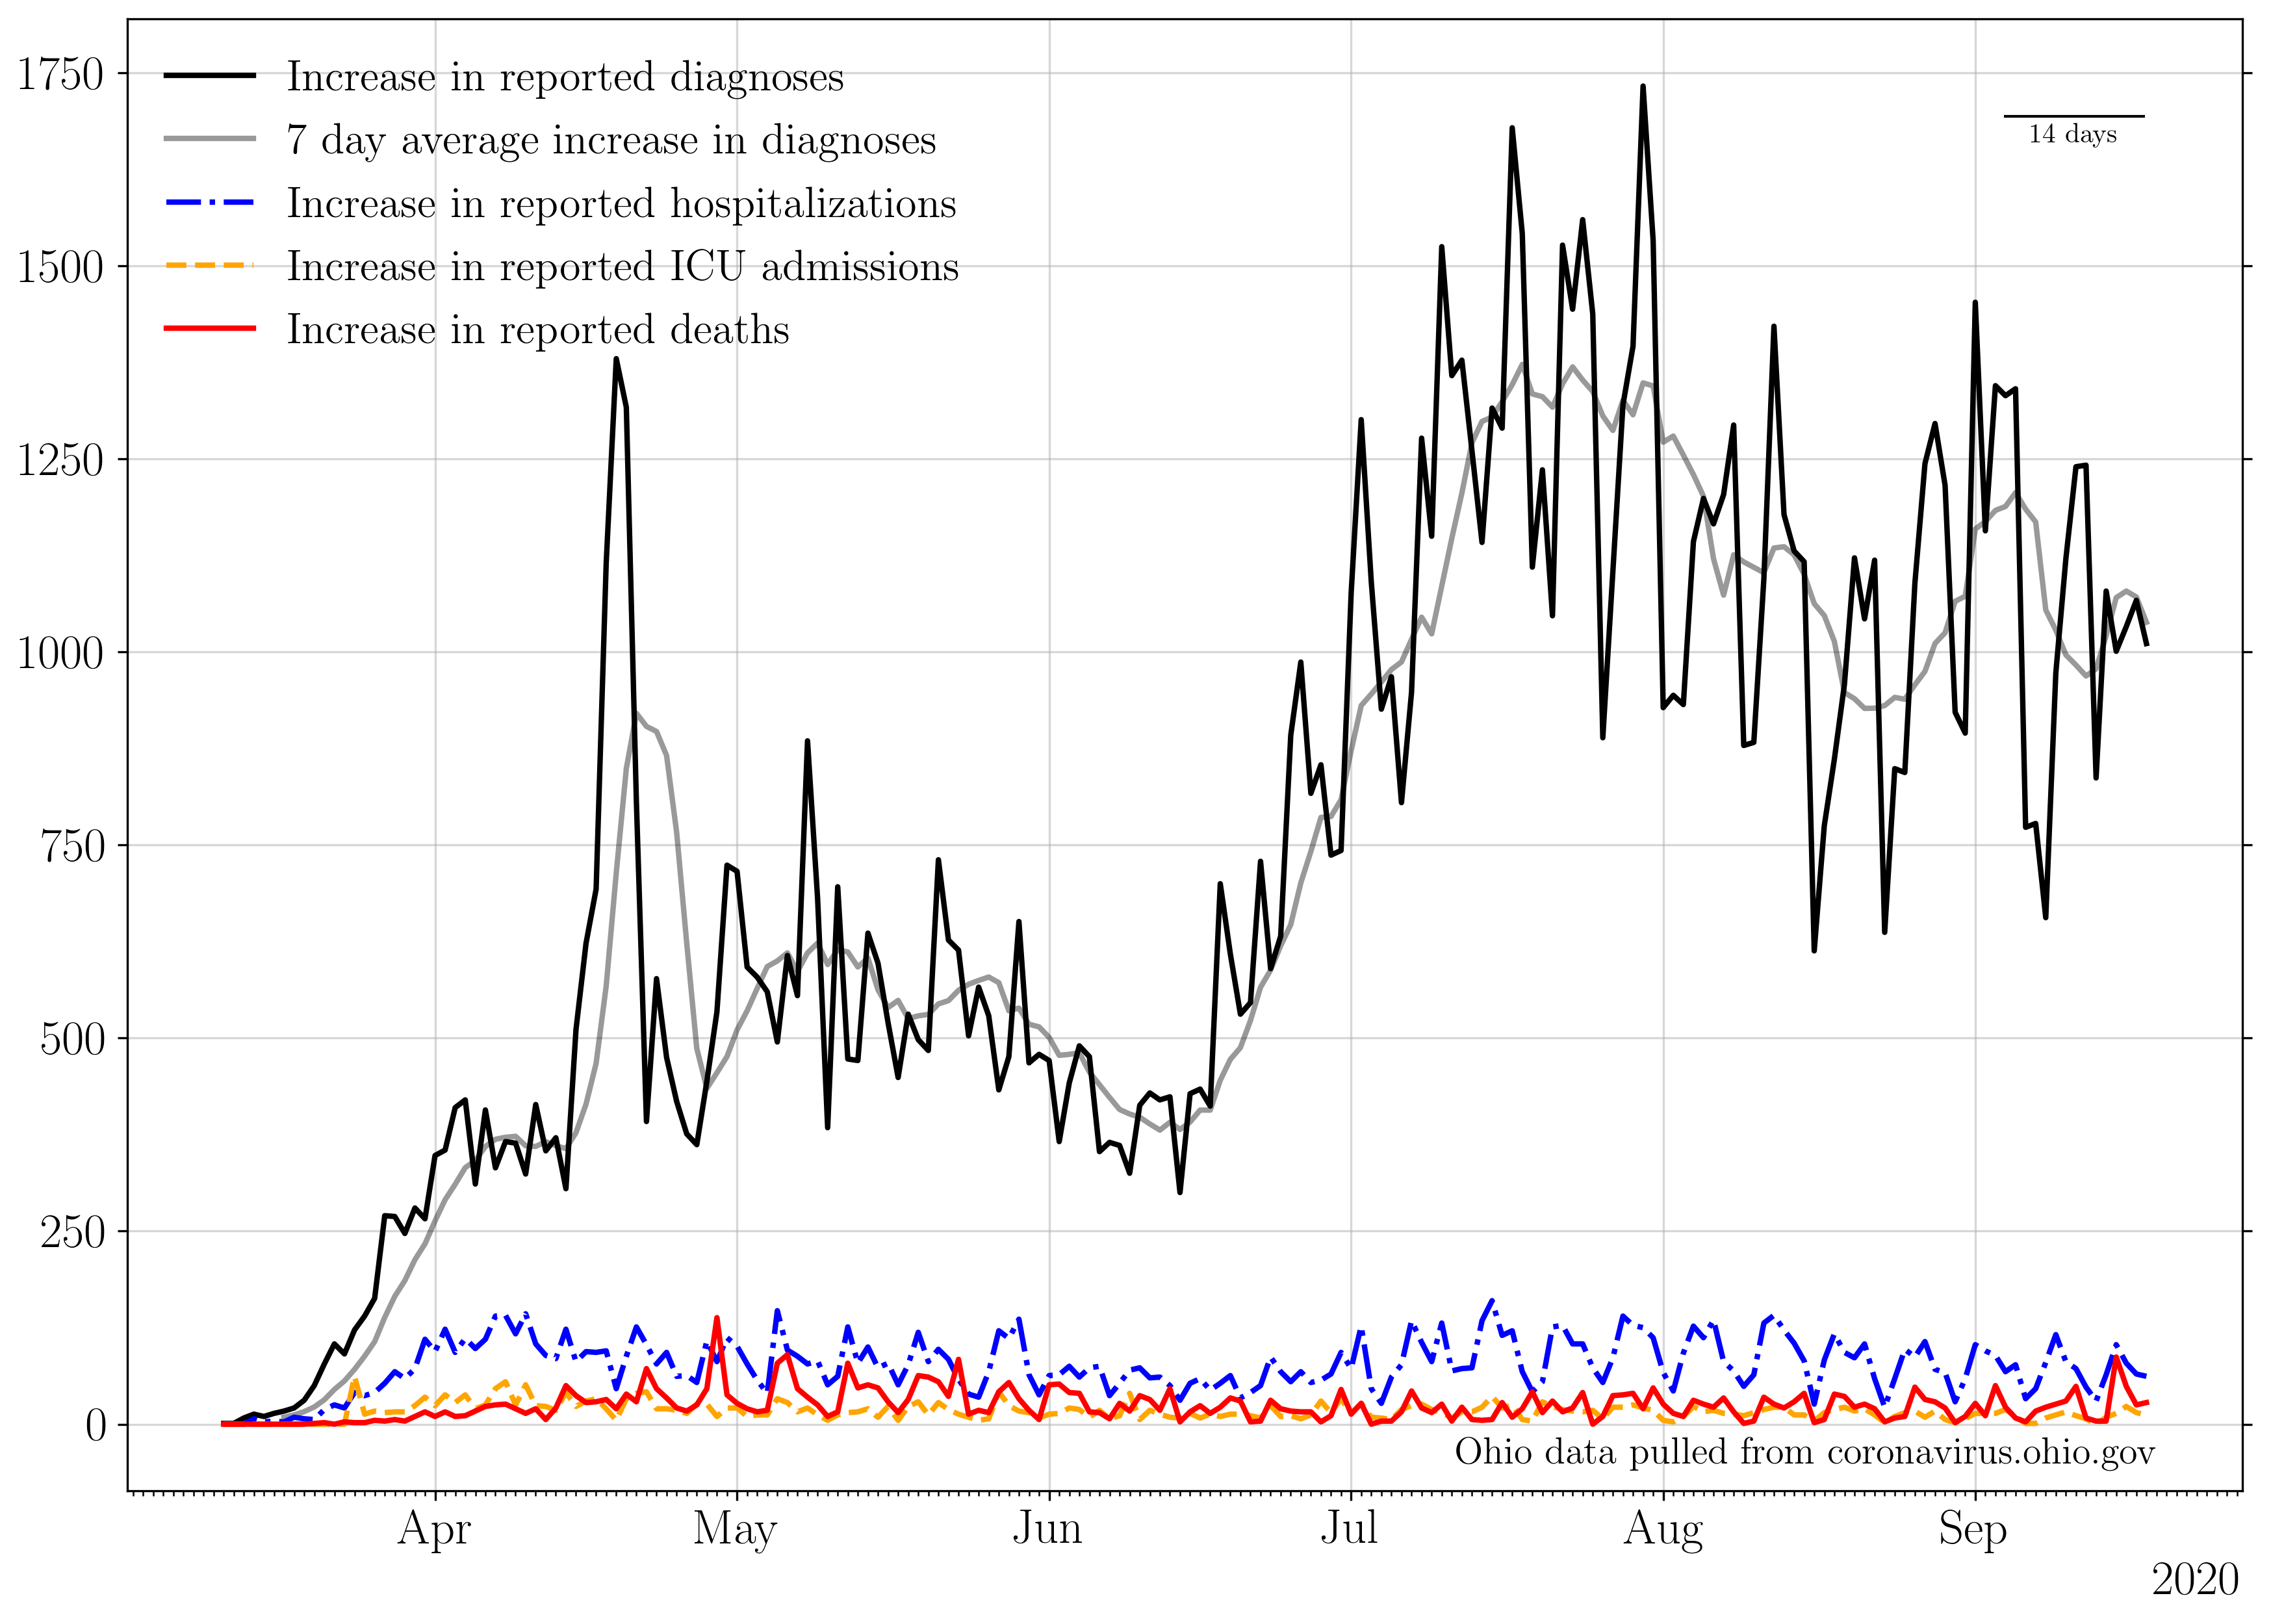 1750
1500
1250
1000
750
500
250
0
Increase in reported diagnoses
7 day average increase in diagnoses
Increase in reported hospitalizations
Increase in reported ICU admissions
Increase in reported deaths
14 days
Ohio data pulled from coronavirus.ohio.gov
Apr May Jun Jul Aug Sep
2020